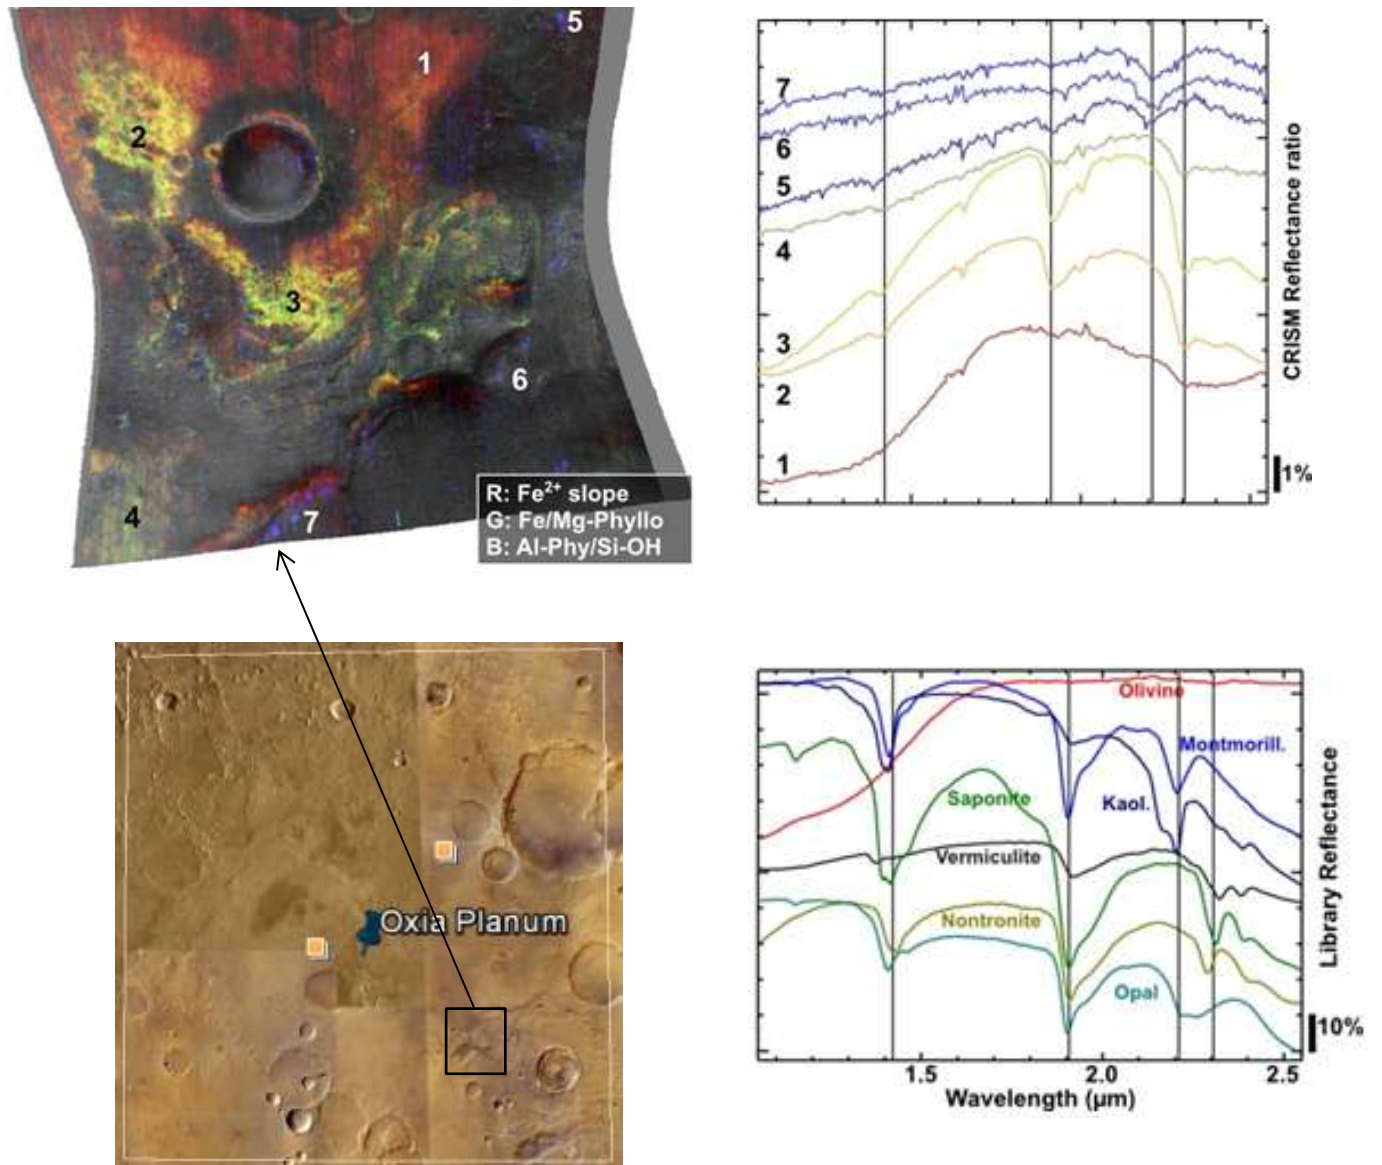 5
1
2
3
6
4
7
R: Fe²⁺ slope
G: Fe/Mg-Phyllo
B: Al-Phy/Si-OH
7
6
5
4
3
2
1
CRISM Reflectance ratio
1%
Oxia Planum
Olivine
Montmorill.
Saponite
Kaol.
Vermiculite
Nontronite
Opal
Library Reflectance
10%
1.5 2.0 2.5
Wavelength (µm)